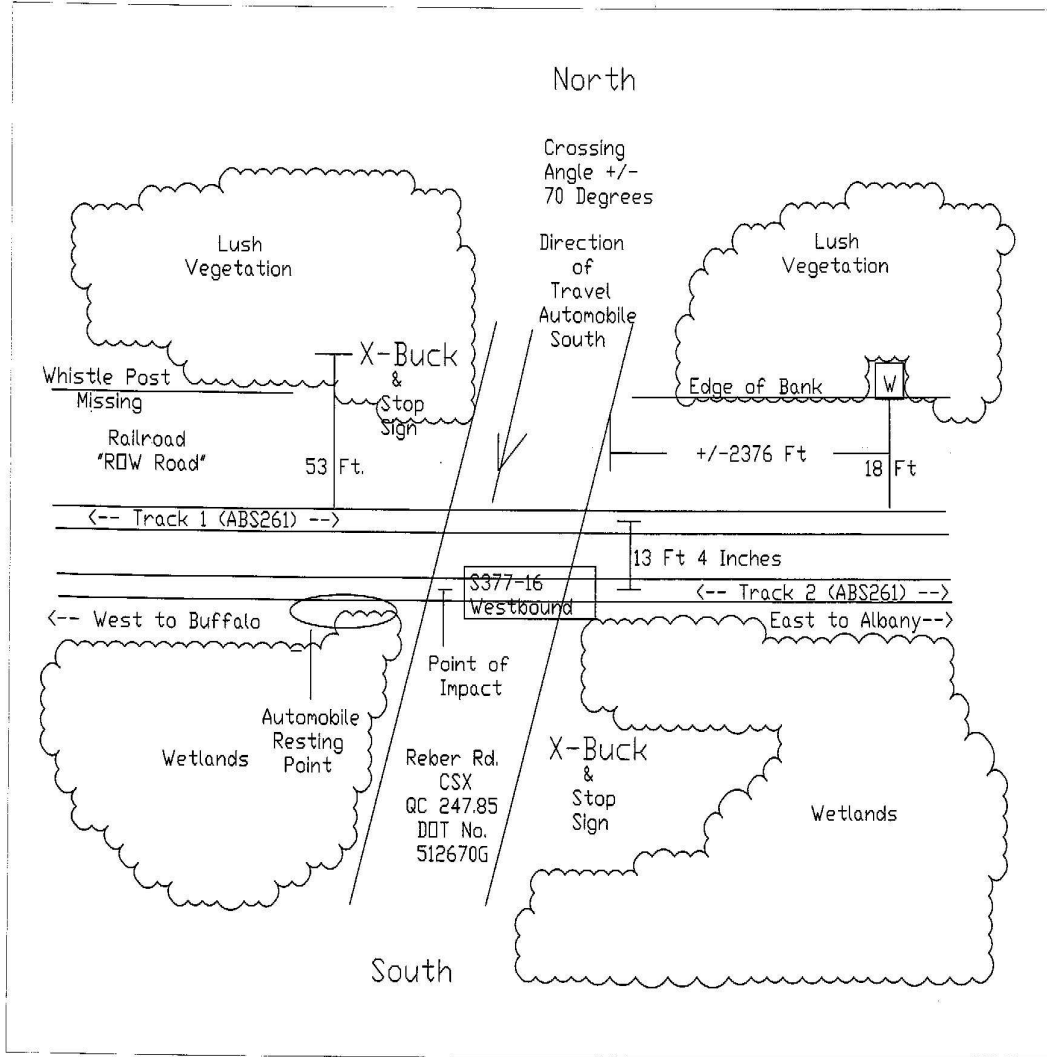 North
Crossing
Angle +/-
70 Degrees
Lush
Vegetation
Direction
of
Travel
Automobile
South
Lush
Vegetation
X-Buck
&
Stop
Sign
Whistle Post
Missing
Railroad
"ROW Road"
53 Ft.
Edge of Bank
W
+/-2376 Ft
18 Ft
<-- Track 1 (ABS261) -->
13 Ft 4 Inches
S377-16
Westbound
<-- Track 2 (ABS261) -->
<-- West to Buffalo
East to Albany-->
Point of
Impact
Automobile
Resting
Point
Wetlands
Reber Rd.
CSX
QC 247.85
DOT No.
512670G
X-Buck
&
Stop
Sign
Wetlands
South